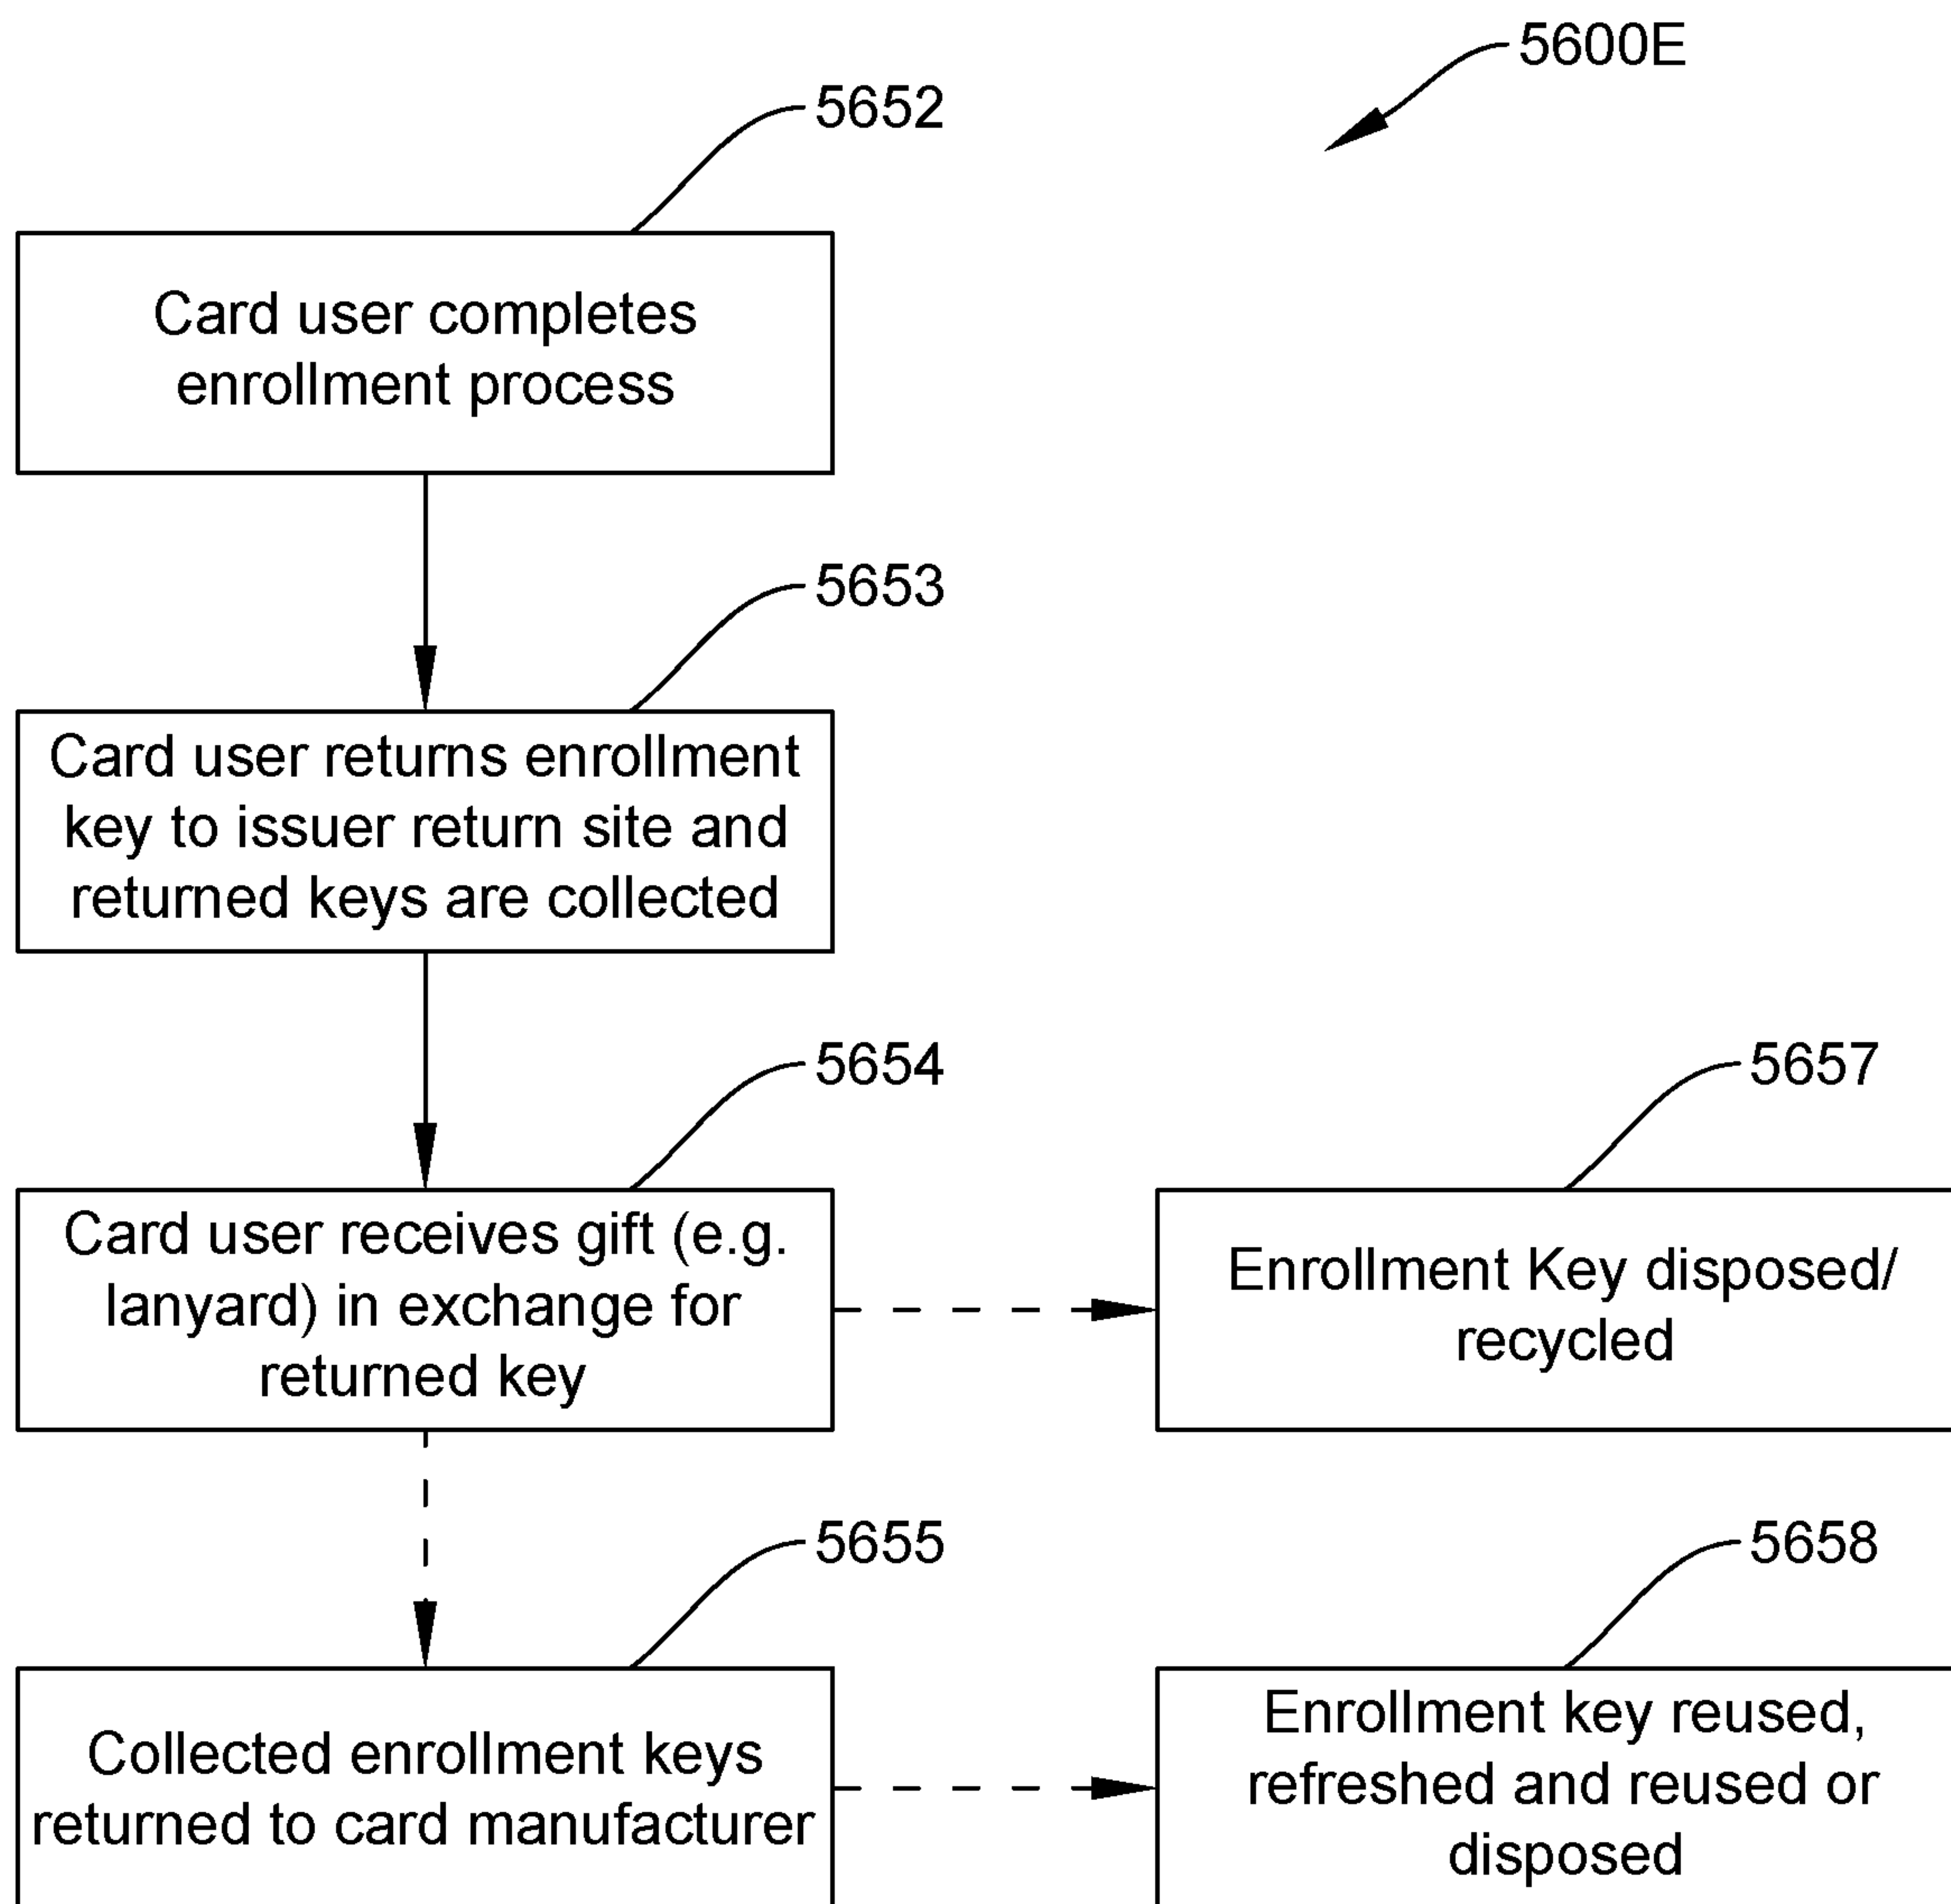 5600E
5652
Card user completes
enrollment process
5653
Card user returns enrollment
key to issuer return site and
returned keys are collected
5654
Card user receives gift (e.g.
lanyard) in exchange for
returned key
5657
Enrollment Key disposed/
recycled
5655
Collected enrollment keys
returned to card manufacturer
5658
Enrollment key reused,
refreshed and reused or
disposed